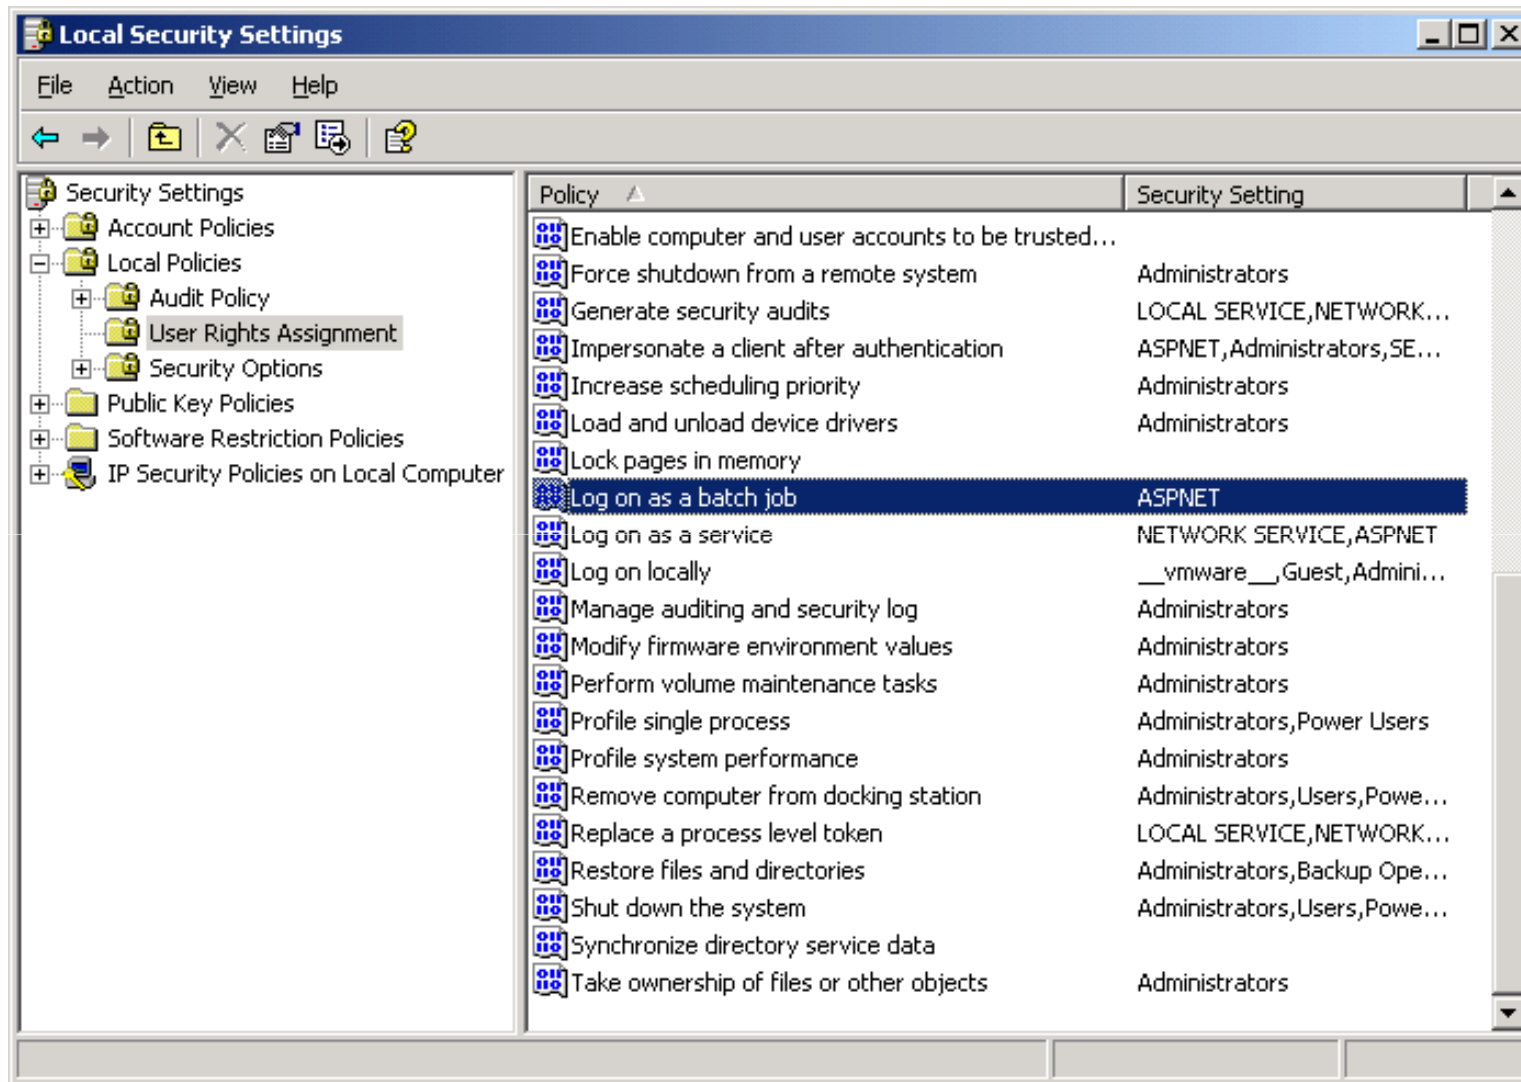 Local Security Settings
File Action View Help
Security Settings
Account Policies
Local Policies
Audit Policy
User Rights Assignment
Security Options
Public Key Policies
Software Restriction Policies
IP Security Policies on Local Computer
Policy Security Setting
Enable computer and user accounts to be trusted...
Force shutdown from a remote system Administrators
Generate security audits LOCAL SERVICE,NETWORK...
Impersonate a client after authentication ASPNET,Administrators,SE...
Increase scheduling priority Administrators
Load and unload device drivers Administrators
Lock pages in memory
Log on as a batch job ASPNET
Log on as a service NETWORK SERVICE,ASPNET
Log on locally __vmware__,Guest,Admini...
Manage auditing and security log Administrators
Modify firmware environment values Administrators
Perform volume maintenance tasks Administrators
Profile single process Administrators,Power Users
Profile system performance Administrators
Remove computer from docking station Administrators,Users,Powe...
Replace a process level token LOCAL SERVICE,NETWORK...
Restore files and directories Administrators,Backup Ope...
Shut down the system Administrators,Users,Powe...
Synchronize directory service data
Take ownership of files or other objects Administrators